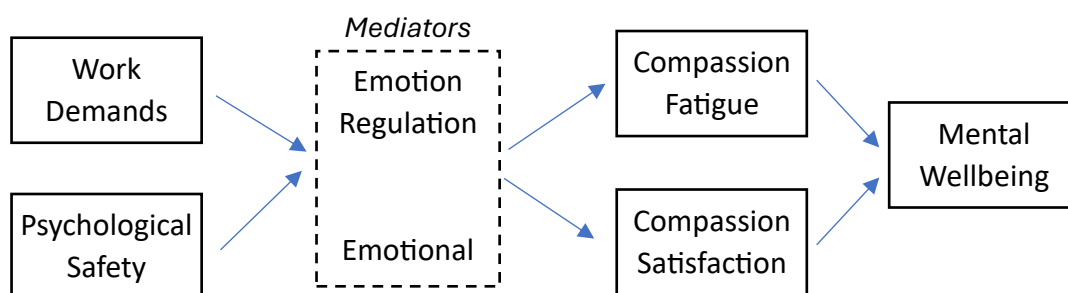 Mediators
Work
Demands
Psychological
Safety
Emotion
Regulation
Emotional
Compassion
Fatigue
Compassion
Satisfaction
Mental
Wellbeing